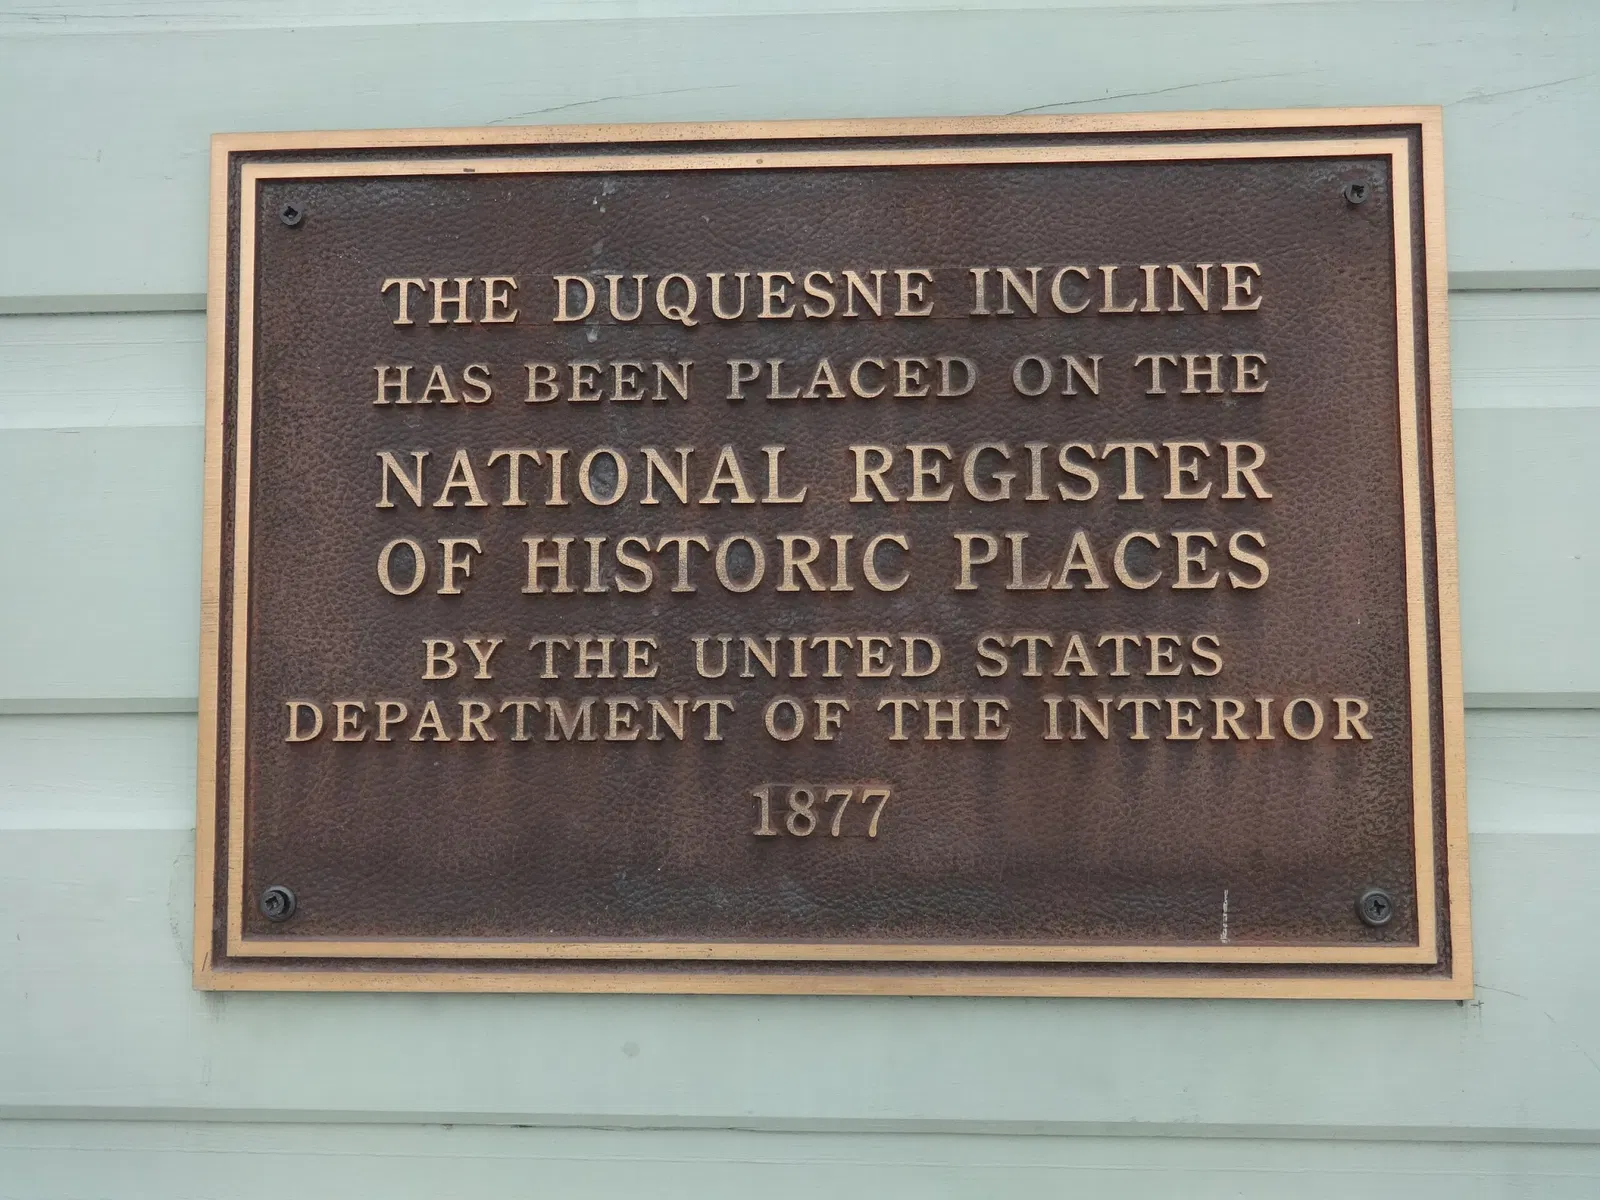 THE DUQUESNE INCLINE
HAS BEEN PLACED ON THE
NATIONAL REGISTER
OF HISTORIC PLACES
BY THE UNITED STATES
DEPARTMENT OF THE INTERIOR
1877